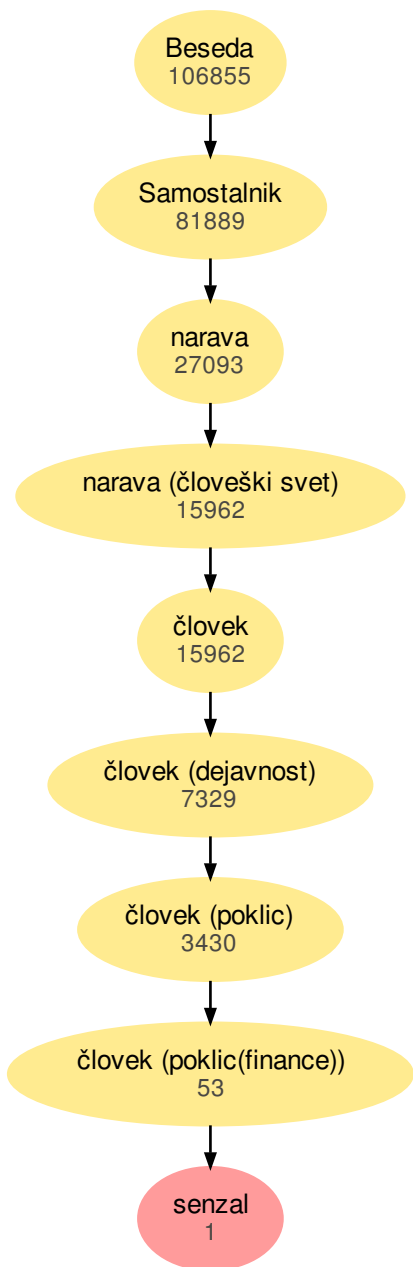 Beseda
106855
Samostalnik
81889
narava
27093
narava (človeški svet)
15962
človek
15962
človek (dejavnost)
7329
človek (poklic)
3430
človek (poklic(finance))
53
senzal
1